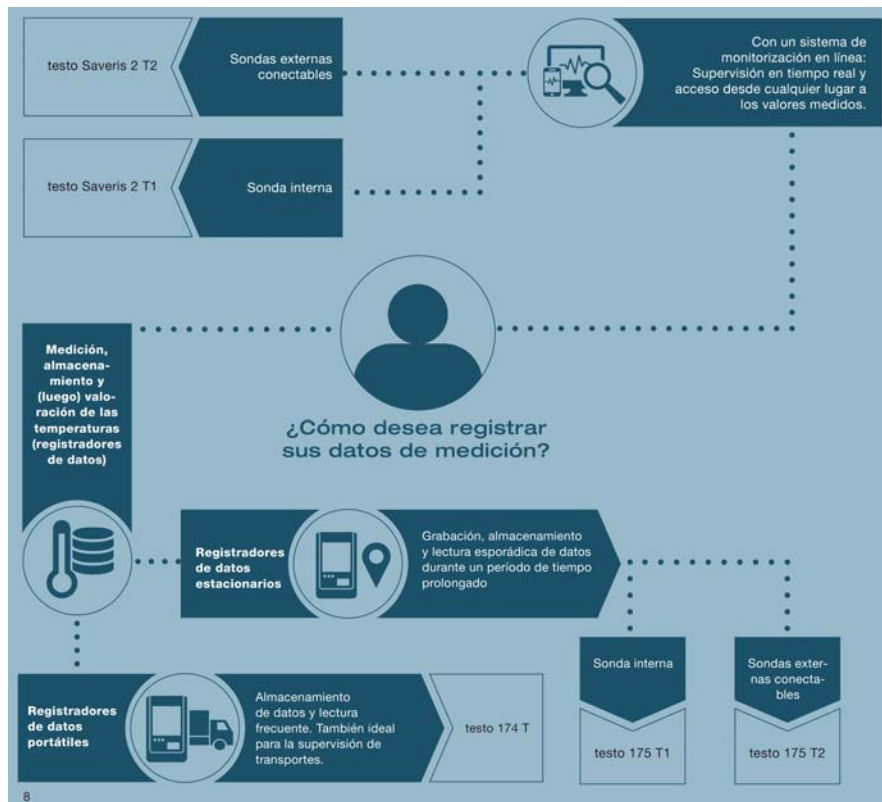 testo Saveris 2 T2
Sondas externas
conectables
Con un sistema de
monitorización en línea:
Supervisión en tiempo real y
acceso desde cualquier lugar a
los valores medidos.
testo Saveris 2 T1
Sonda interna
¿Cómo desea registrar
sus datos de medición?
Medición,
almacena-
miento y
(luego) valo-
ración de las
temperaturas
(registradores
de datos)
Registradores
de datos
estacionarios
Grabación, almacenamiento
y lectura esporádica de datos
durante un período de tiempo
prolongado
Sonda interna
testo 175 T1
Sondas exter-
nas conecta-
bles
testo 175 T2
Registradores
de datos
portátiles
Almacenamiento
de datos y lectura
frecuente. También ideal
para la supervisión de
transportes.
testo 174 T
8